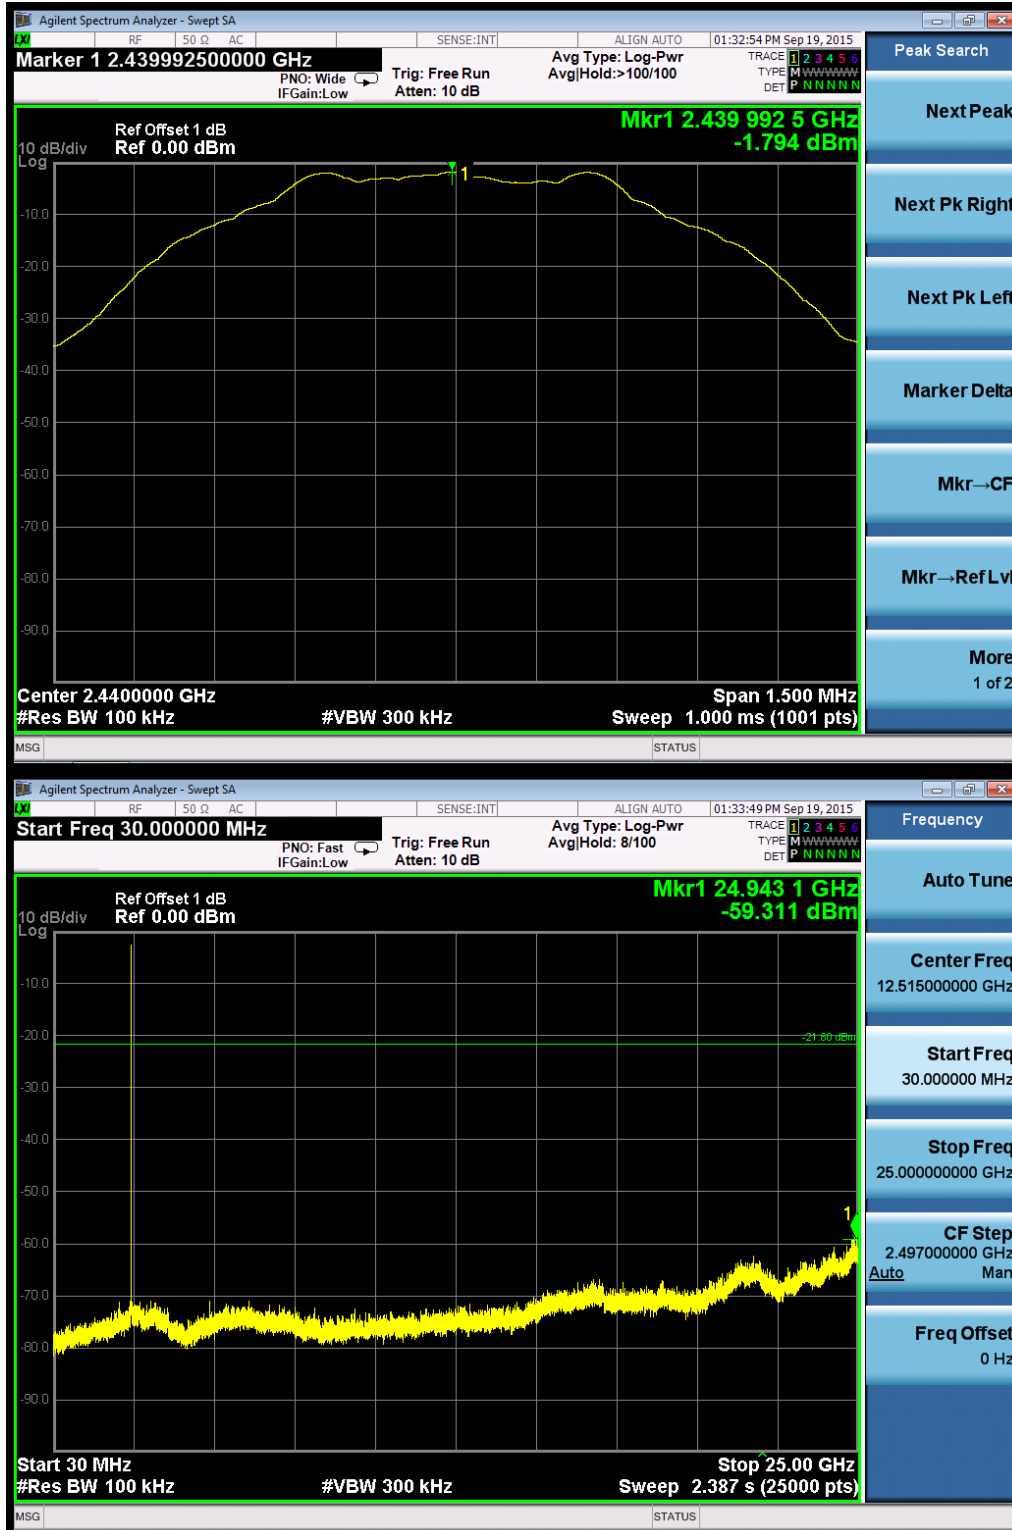 Agilent Spectrum Analyzer - Swept SA
LXI RF 50 Ω AC SENSE:INT ALIGN AUTO 01:32:54 PM Sep 19, 2015
Marker 1 2.439992500000 GHz
PNO: Wide
IFGain:Low
Trig: Free Run
Atten: 10 dB
Avg Type: Log-Pwr
Avg|Hold:>100/100
TRACE 1 2 3 4 5 6
TYPE M WWWWW
DET P N N N N N
Peak Search
Next Peak
Next Pk Right
Next Pk Left
Marker Delta
Mkr→CF
Mkr→Ref Lvl
More
1 of 2
Mkr1 2.439 992 5 GHz
-1.794 dBm
Ref Offset 1 dB
10 dB/div Ref 0.00 dBm
Log
1
-10.0
-20.0
-30.0
-40.0
-50.0
-60.0
-70.0
-80.0
-90.0
Center 2.4400000 GHz Span 1.500 MHz
#Res BW 100 kHz #VBW 300 kHz Sweep 1.000 ms (1001 pts)
MSG STATUS
Agilent Spectrum Analyzer - Swept SA
LXI RF 50 Ω AC SENSE:INT ALIGN AUTO 01:33:49 PM Sep 19, 2015
Start Freq 30.000000 MHz
PNO: Fast
IFGain:Low
Trig: Free Run
Atten: 10 dB
Avg Type: Log-Pwr
Avg|Hold: 8/100
TRACE 1 2 3 4 5 6
TYPE M WWWWW
DET P N N N N N
Frequency
Auto Tune
Center Freq
12.515000000 GHz
Start Freq
30.000000 MHz
Stop Freq
25.000000000 GHz
CF Step
2.497000000 GHz
Auto Man
Freq Offset
0 Hz
Mkr1 24.943 1 GHz
-59.311 dBm
Ref Offset 1 dB
10 dB/div Ref 0.00 dBm
Log
-10.0
-20.0
-21.80 dBm
-30.0
-40.0
-50.0
1
-60.0
-70.0
-80.0
-90.0
Start 30 MHz Stop 25.00 GHz
#Res BW 100 kHz #VBW 300 kHz Sweep 2.387 s (25000 pts)
MSG STATUS